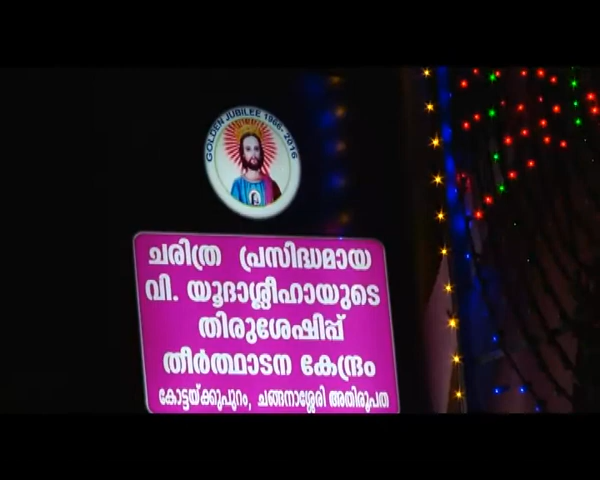 GOLDEN JUBILEE 1966-2016
ചരിത്ര പ്രസിദ്ധമായ
വി. യൂദാശ്ലീഹായുടെ
തിരുശേഷിപ്പ്
തീർത്ഥാടന കേന്ദ്രം
കോട്ടയ്ക്കുപുറം, ചങ്ങനാശ്ശേരി അതിരൂപത